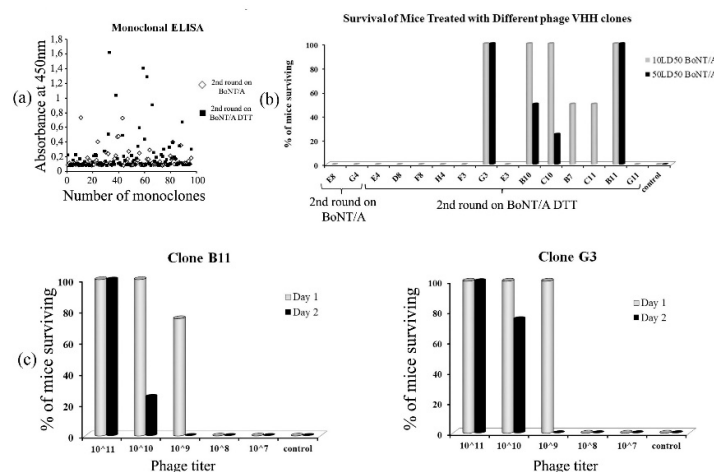 Monoclonal ELISA
(a)
Absorbance at 450nm
1,8
1,6
1,4
1,2
1
0,8
0,6
0,4
0,2
0
0 20 40 60 80 100
Number of monoclones
2nd round on
BoNT/A
2nd round on
BoNT/A DTT
Survival of Mice Treated with Different phage VHH clones
(b)
% of mice surviving
100
80
60
40
20
0
10LD50 BoNT/A
50LD50 BoNT/A
E8 G4 E4 D8 F8 H4 F3 G3 E3 B10 C10 B7 C11 B11 G11 control
2nd round on
BoNT/A
2nd round on BoNT/A DTT
(c)
Clone B11
% of mice surviving
100
80
60
40
20
0
Day 1
Day 2
10^11 10^10 10^9 10^8 10^7 control
Phage titer
Clone G3
% of mice surviving
100
80
60
40
20
0
Day 1
Day 2
10^11 10^10 10^9 10^8 10^7 control
Phage titer